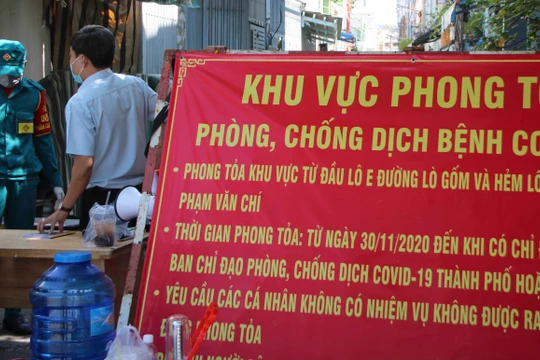 KHU VỰC PHONG TỎ
PHÒNG, CHỐNG DỊCH BỆNH CO
• PHONG TỎA KHU VỰC TỪ ĐẦU LÔ E ĐƯỜNG LÒ GỐM VÀ HẺM LÔ
PHẠM VĂN CHÍ
• THỜI GIAN PHONG TỎA: TỪ NGÀY 30/11/2020 ĐẾN KHI CÓ CHỈ Đ
BAN CHỈ ĐẠO PHÒNG, CHỐNG DỊCH COVID-19 THÀNH PHỐ HOẶ
• YÊU CẦU CÁC CÁ NHÂN KHÔNG CÓ NHIỆM VỤ KHÔNG ĐƯỢC RA
PHONG TỎA